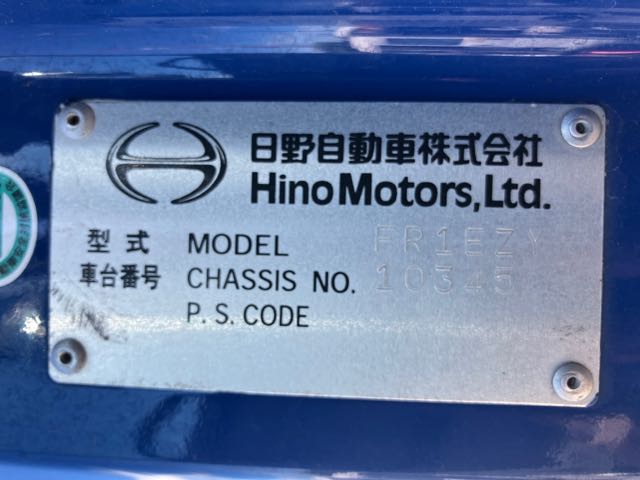 日野自動車株式会社
Hino Motors, Ltd.
型式 MODEL FR1EZY
車台番号 CHASSIS NO. 10345
P.S.CODE